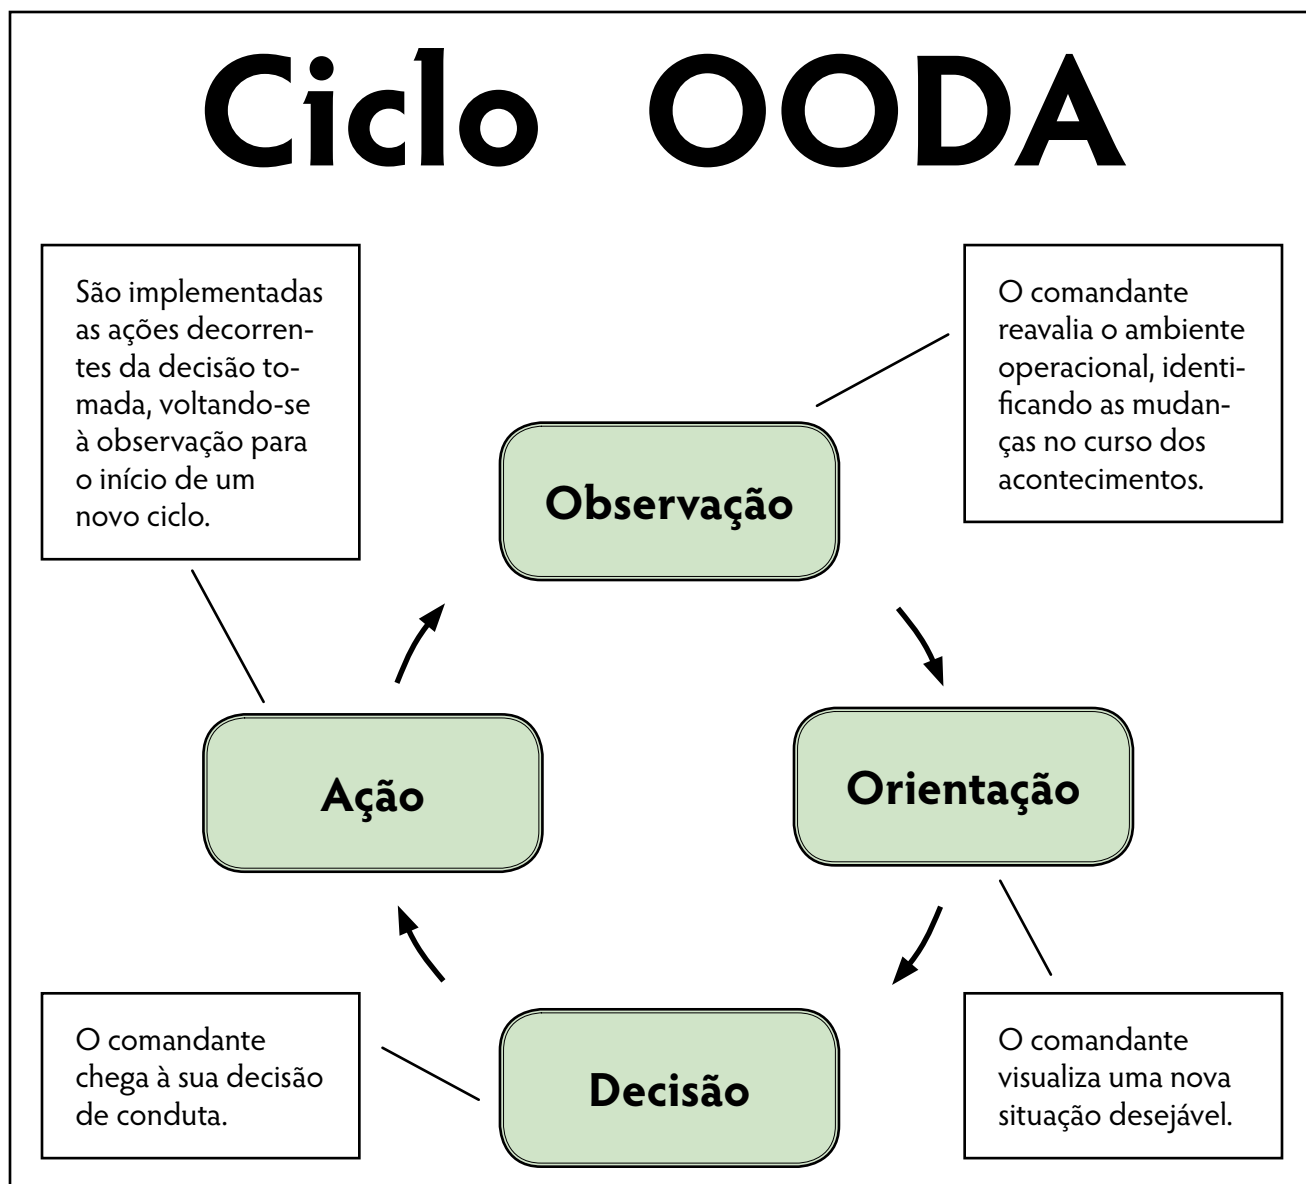 Ciclo OODA
São implementadas
as ações decorren-
tes da decisão to-
mada, voltando-se
à observação para
o início de um
novo ciclo.
O comandante
reavalia o ambiente
operacional, identi-
ficando as mudan-
ças no curso dos
acontecimentos.
Observação
Ação
Orientação
O comandante
chega à sua decisão
de conduta.
Decisão
O comandante
visualiza uma nova
situação desejável.